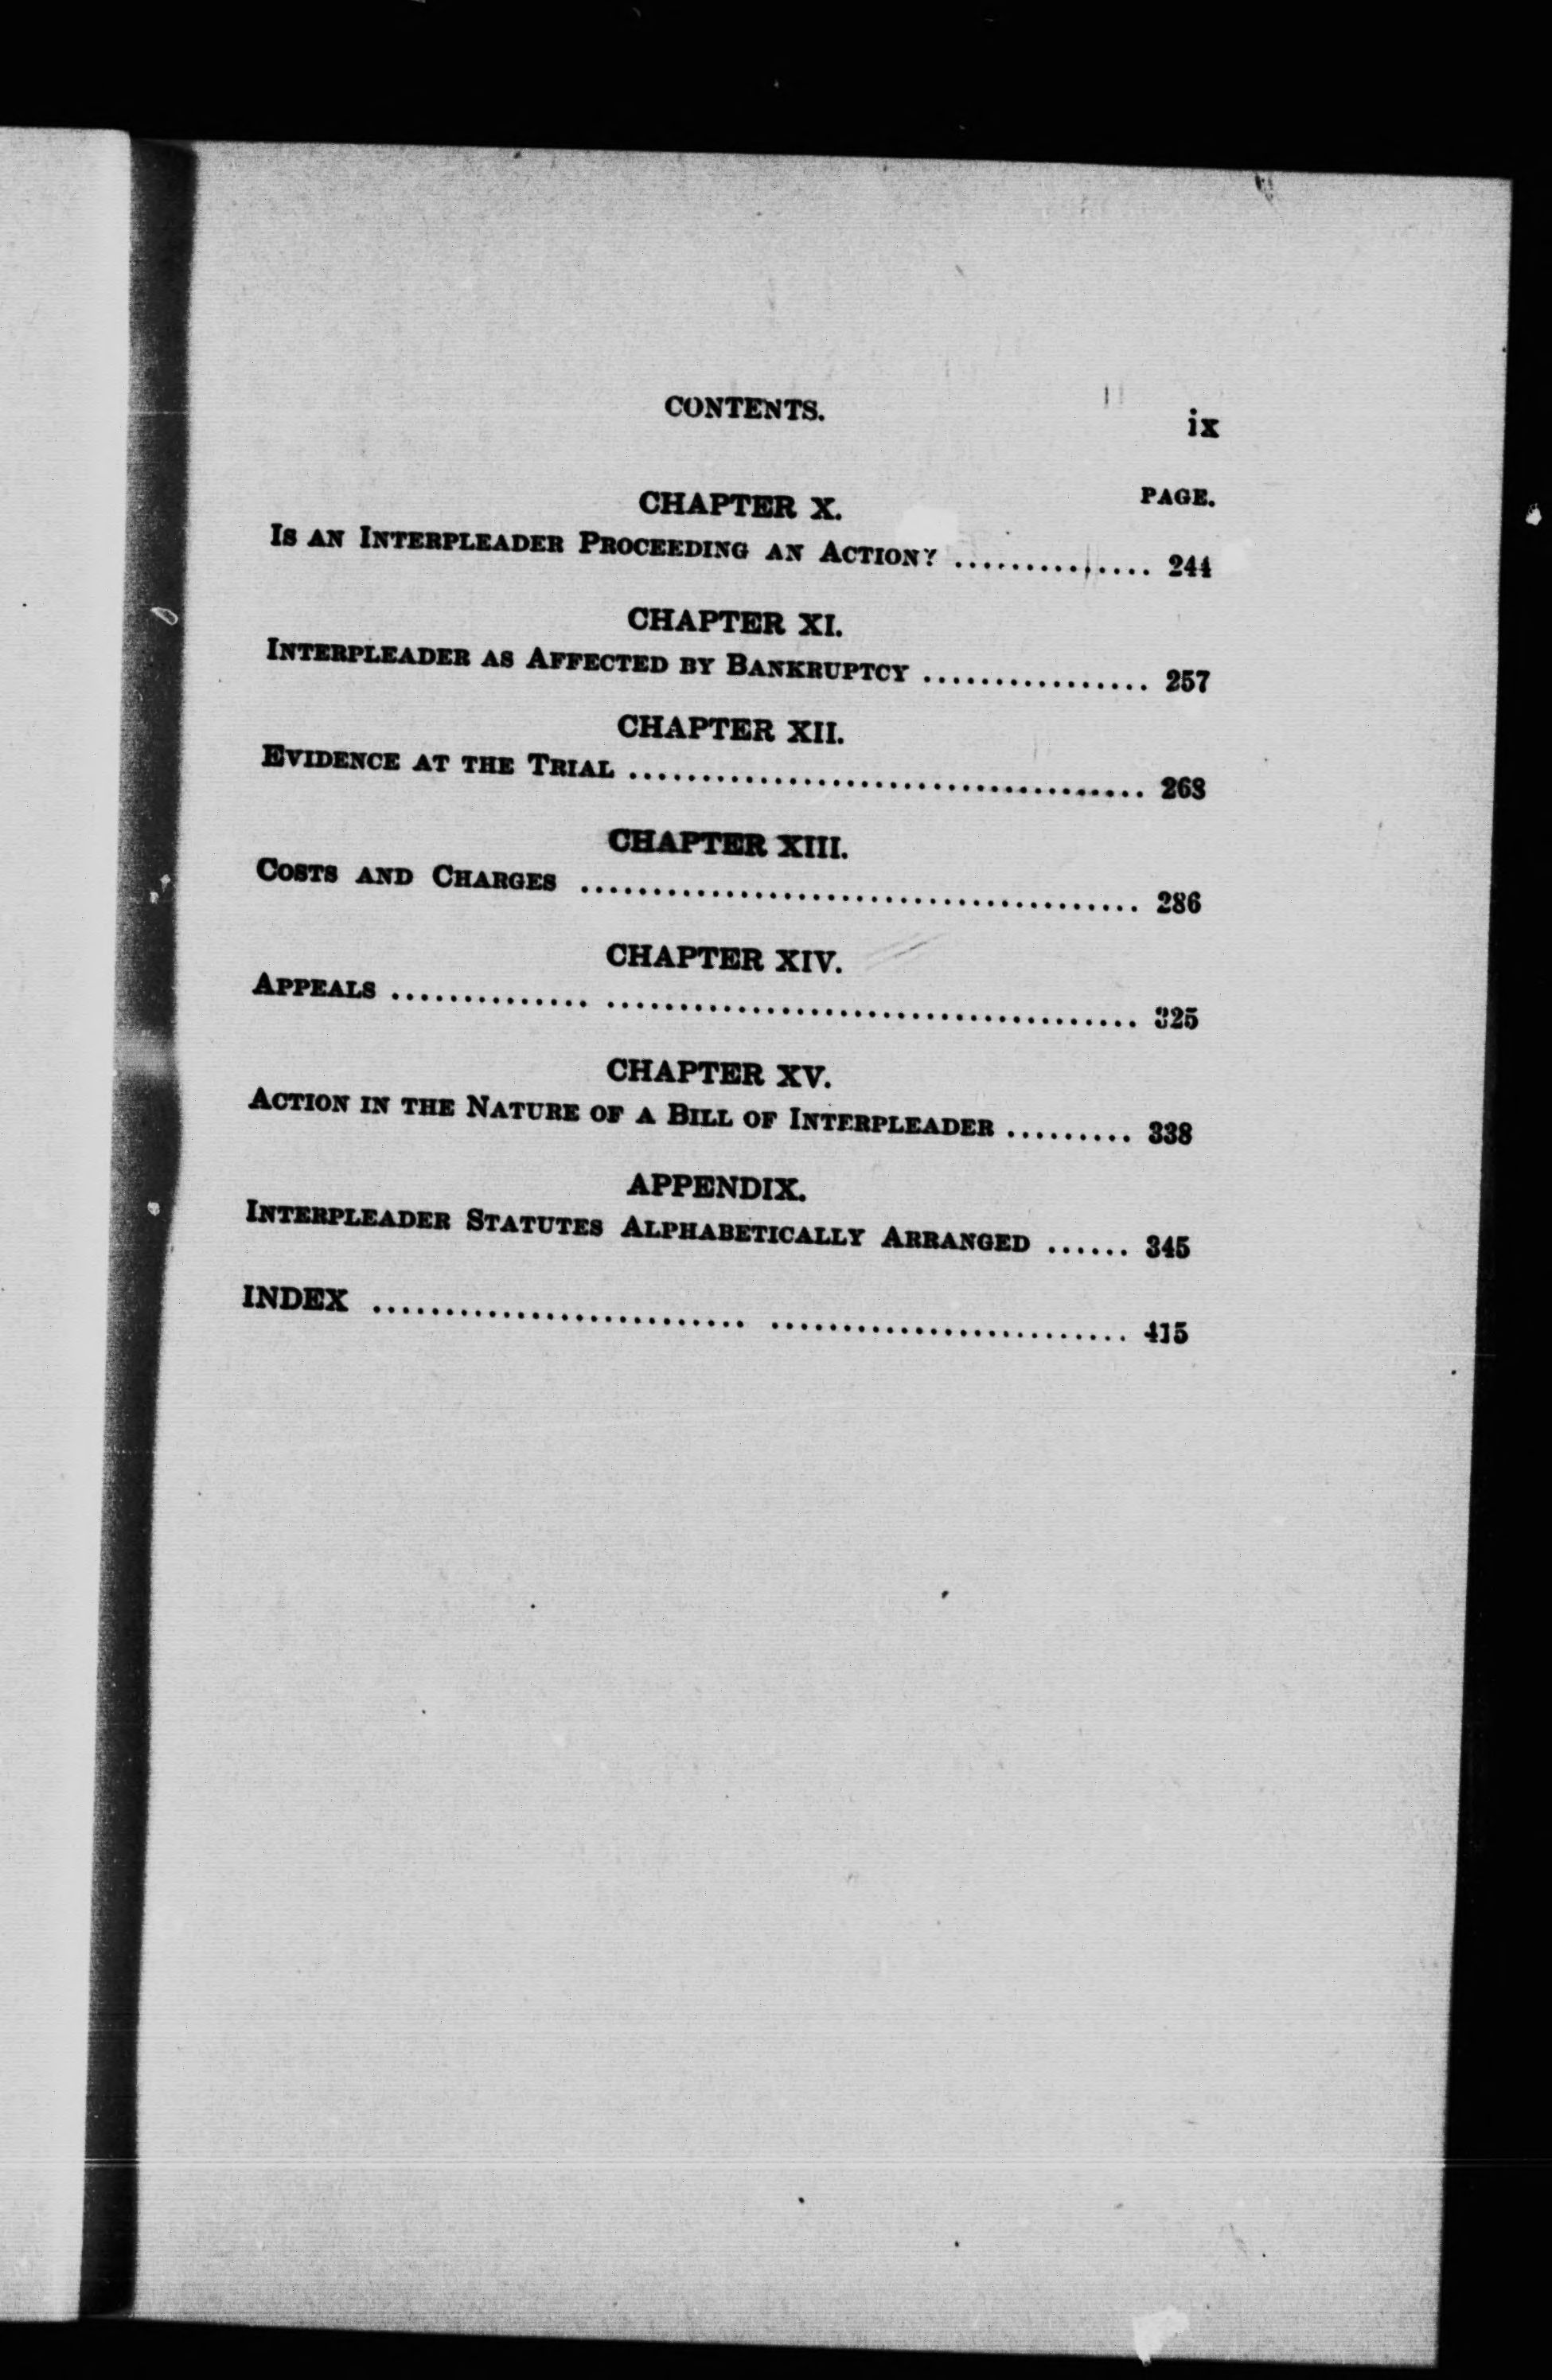 CONTENTS.
ix
PAGE.
CHAPTER X.
IS AN INTERPLEADER PROCEEDING AN ACTION? .............. 244
CHAPTER XI.
INTERPLEADER AS AFFECTED BY BANKRUPTCY ................ 257
CHAPTER XII.
EVIDENCE AT THE TRIAL .................................... 268
CHAPTER XIII.
COSTS AND CHARGES ....................................... 286
CHAPTER XIV.
APPEALS .............. ..................................... 325
CHAPTER XV.
ACTION IN THE NATURE OF A BILL OF INTERPLEADER ......... 338
APPENDIX.
INTERPLEADER STATUTES ALPHABETICALLY ARRANGED ...... 345
INDEX .......................... ......................... 415